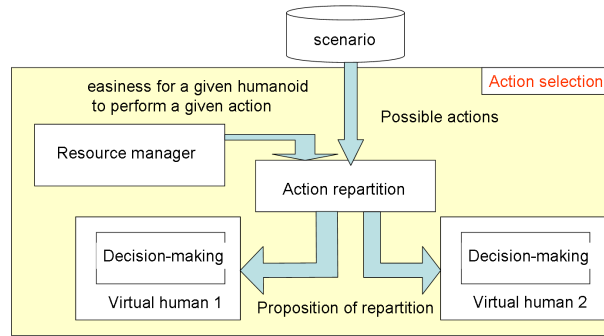 scenario
Action selection
easiness for a given humanoid
to perform a given action
Possible actions
Resource manager
Action repartition
Decision-making
Virtual human 1
Decision-making
Virtual human 2
Proposition of repartition